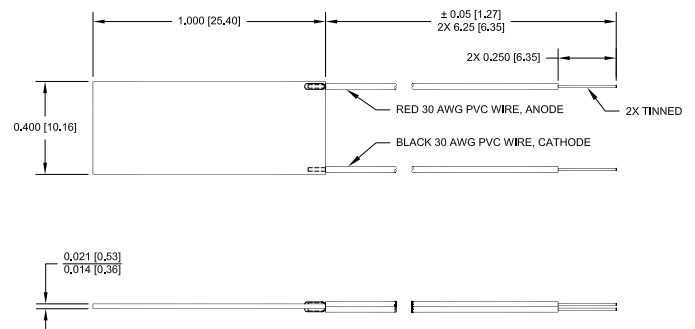 1.000 [25.40]
± 0.05 [1.27]
2X 6.25 [6.35]
2X 0.250 [6.35]
0.400 [10.16]
RED 30 AWG PVC WIRE, ANODE
2X TINNED
BLACK 30 AWG PVC WIRE, CATHODE
0.021 [0.53]
0.014 [0.36]